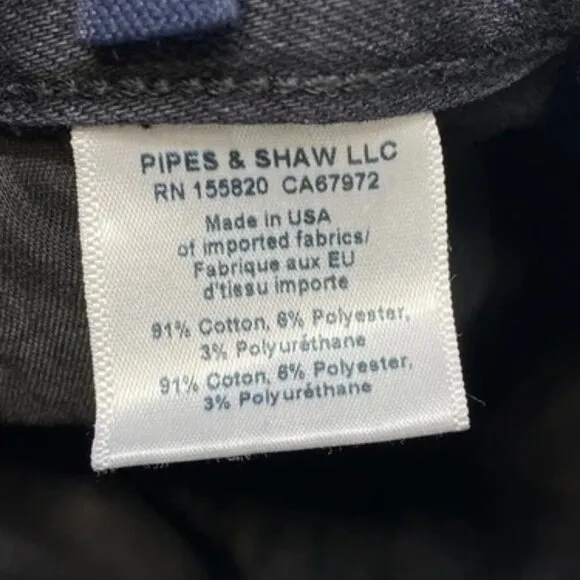 PIPES & SHAW LLC
RN 155820 CA67972
Made in USA
of imported fabrics/
Fabrique aux EU
d'tissu importe
91% Cotton, 6% Polyester,
3% Polyuréthane
91% Coton, 6% Polyester,
3% Polyuréthane